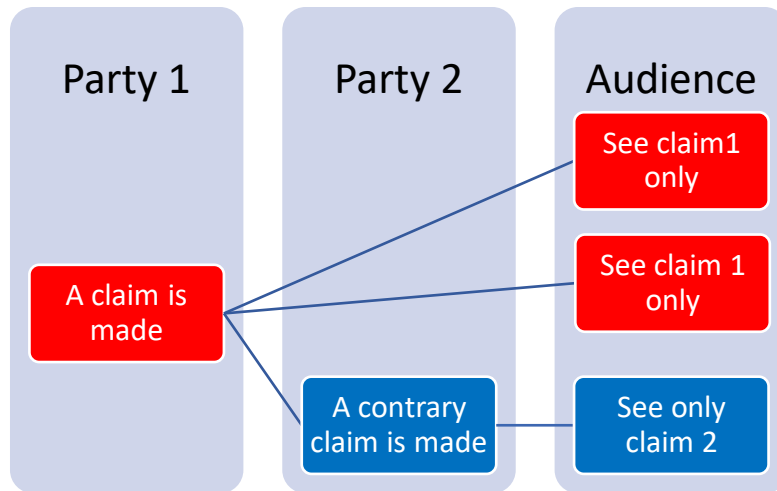 Party 1
Party 2
Audience
See claim1
only
A claim is
made
See claim 1
only
A contrary
claim is made
See only
claim 2